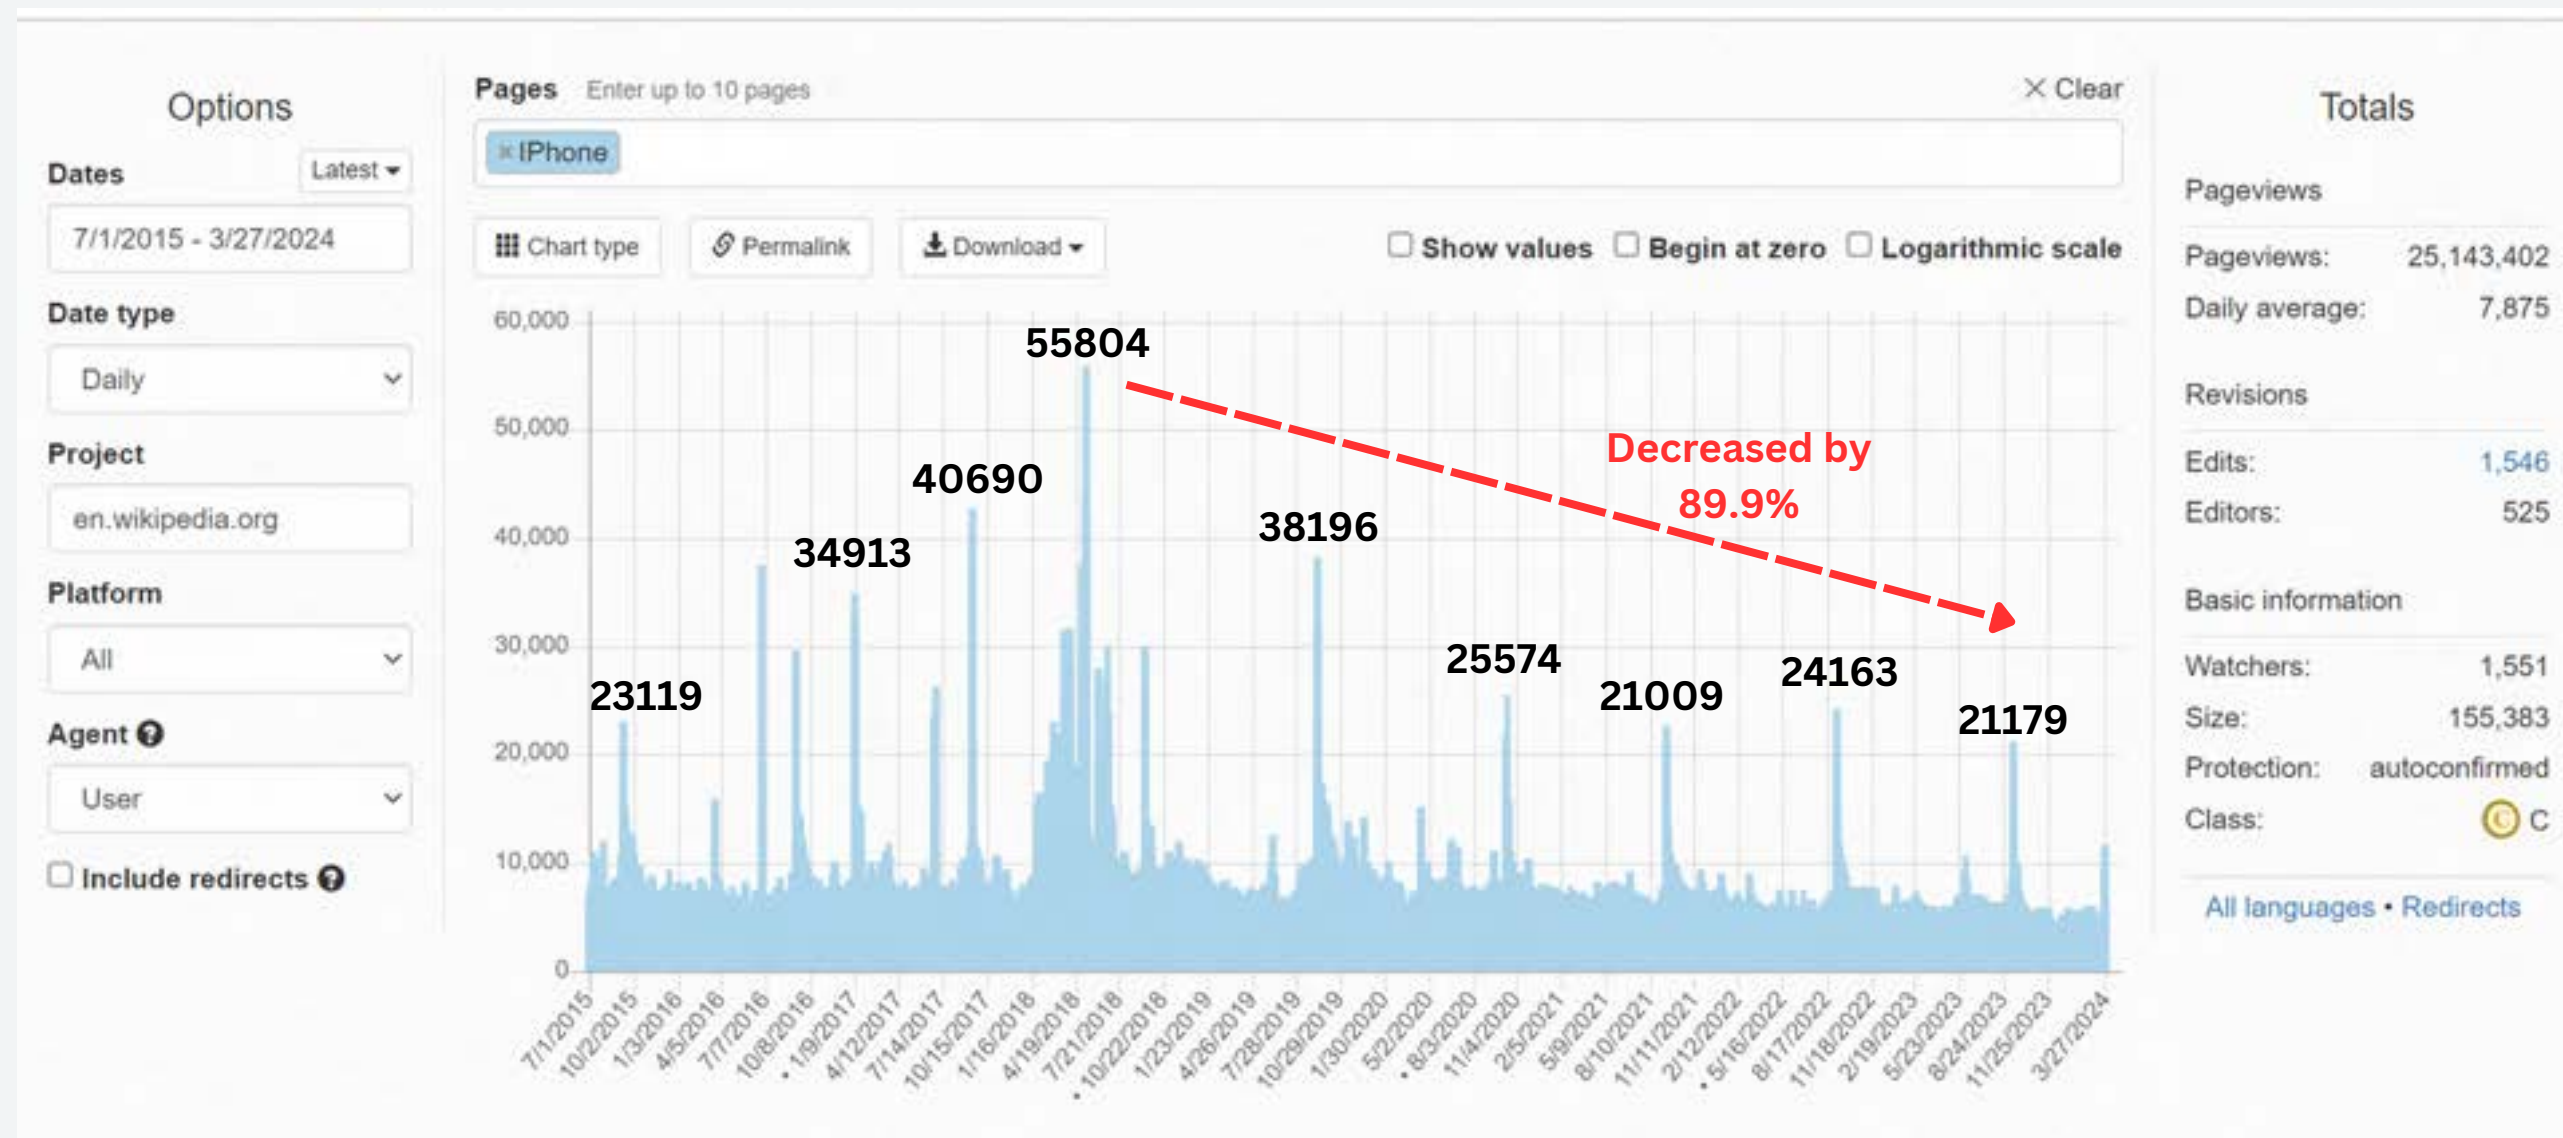 Options
Dates
Latest
7/1/2015 - 3/27/2024
Date type
Daily
Project
en.wikipedia.org
Platform
All
Agent ?
User
Include redirects ?
Pages Enter up to 10 pages
× Clear
× IPhone
Chart type
Permalink
Download
Show values
Begin at zero
Logarithmic scale
60,000
50,000
40,000
30,000
20,000
10,000
0
23119
34913
40690
55804
38196
25574
21009
24163
21179
Decreased by
89.9%
7/1/2015
10/2/2015
1/3/2016
4/5/2016
7/7/2016
10/8/2016
• 1/9/2017
4/12/2017
7/14/2017
10/15/2017
1/16/2018
4/19/2018
7/21/2018
• 10/22/2018
1/23/2019
4/26/2019
7/28/2019
10/29/2019
1/30/2020
5/2/2020
• 8/3/2020
11/4/2020
2/5/2021
5/9/2021
8/10/2021
11/11/2021
2/12/2022
• 5/16/2022
8/17/2022
11/18/2022
2/19/2023
5/23/2023
8/24/2023
11/25/2023
3/27/2024
Totals
Pageviews
Pageviews: 25,143,402
Daily average: 7,875
Revisions
Edits: 1,546
Editors: 525
Basic information
Watchers: 1,551
Size: 155,383
Protection: autoconfirmed
Class: C C
All languages • Redirects